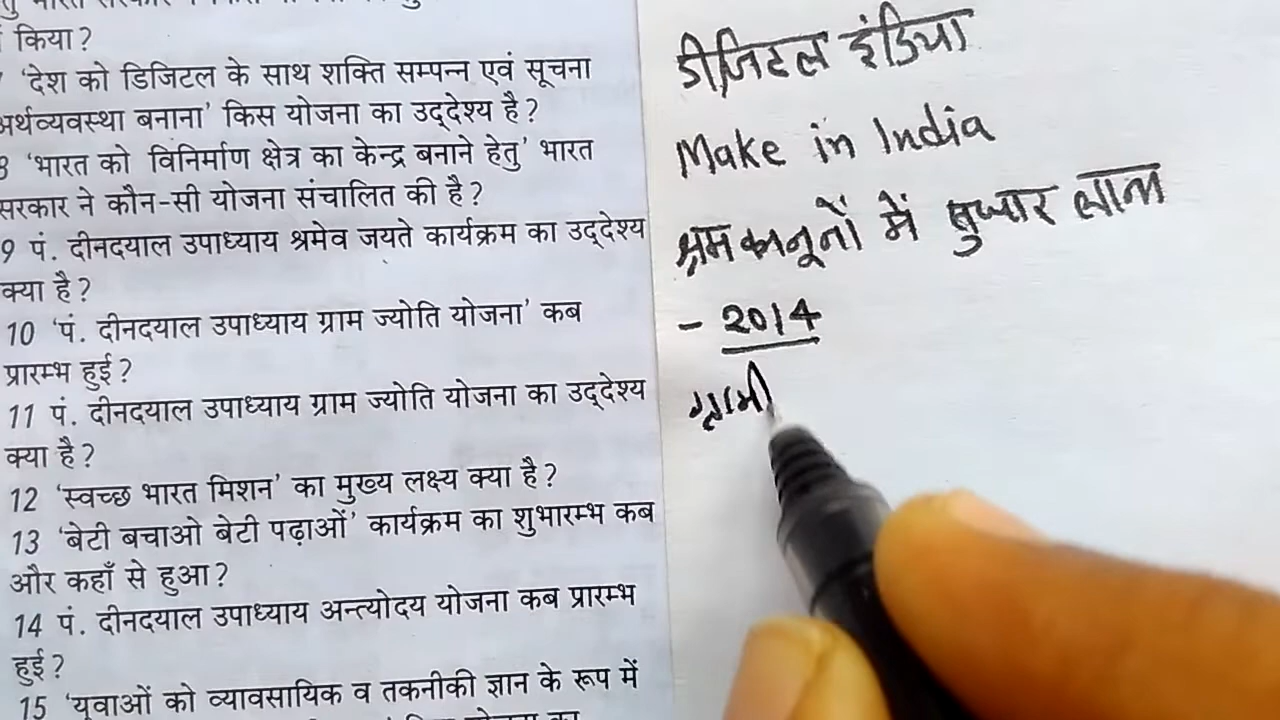 किया?
'देश को डिजिटल के साथ शक्ति सम्पन्न एवं सूचना
अर्थव्यवस्था बनाना' किस योजना का उद्देश्य है?
8 'भारत को विनिर्माण क्षेत्र का केन्द्र बनाने हेतु' भारत
सरकार ने कौन-सी योजना संचालित की है?
9 पं. दीनदयाल उपाध्याय श्रमेव जयते कार्यक्रम का उद्देश्य
क्या है?
10 'पं. दीनदयाल उपाध्याय ग्राम ज्योति योजना' कब
प्रारम्भ हुई?
11 पं. दीनदयाल उपाध्याय ग्राम ज्योति योजना का उद्देश्य
क्या है?
12 'स्वच्छ भारत मिशन' का मुख्य लक्ष्य क्या है?
13 'बेटी बचाओ बेटी पढ़ाओं' कार्यक्रम का शुभारम्भ कब
और कहाँ से हुआ?
14 पं. दीनदयाल उपाध्याय अन्त्योदय योजना कब प्रारम्भ
हुई?
15 'युवाओं को व्यावसायिक व तकनीकी ज्ञान के रूप में
डीजिटल इंडिया
Make in India
श्रम कानूनों में सुधार लाना
- 2014
ग्रामी